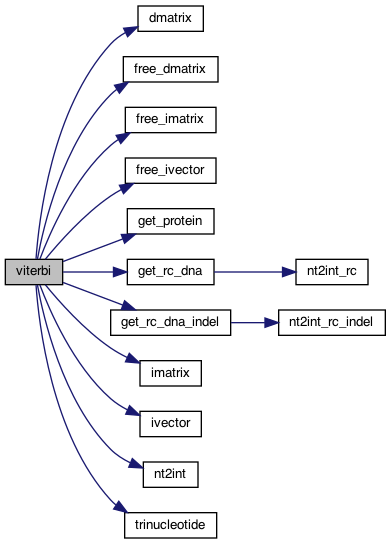 dmatrix
free_dmatrix
free_imatrix
free_ivector
get_protein
viterbi
get_rc_dna
nt2int_rc
get_rc_dna_indel
nt2int_rc_indel
imatrix
ivector
nt2int
trinucleotide